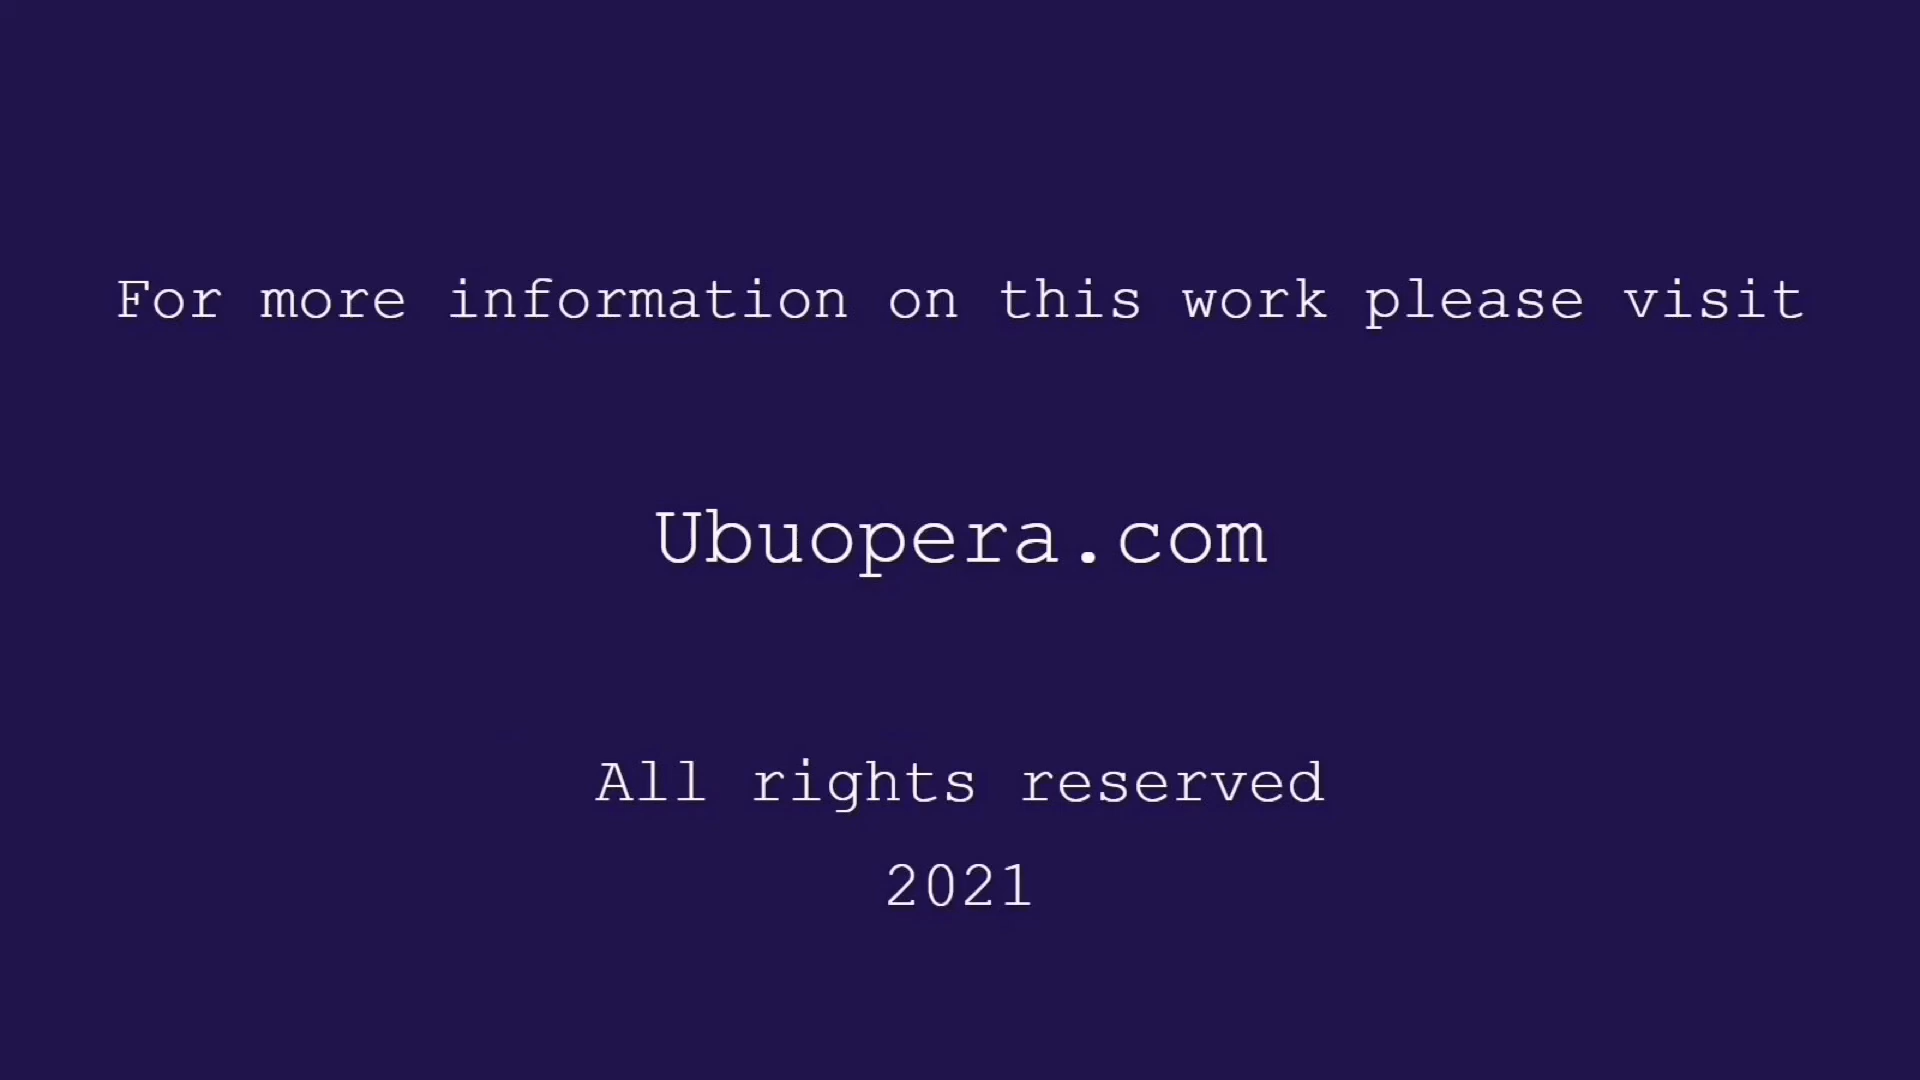 For more information on this work please visit
Ubuopera.com
All rights reserved
2021